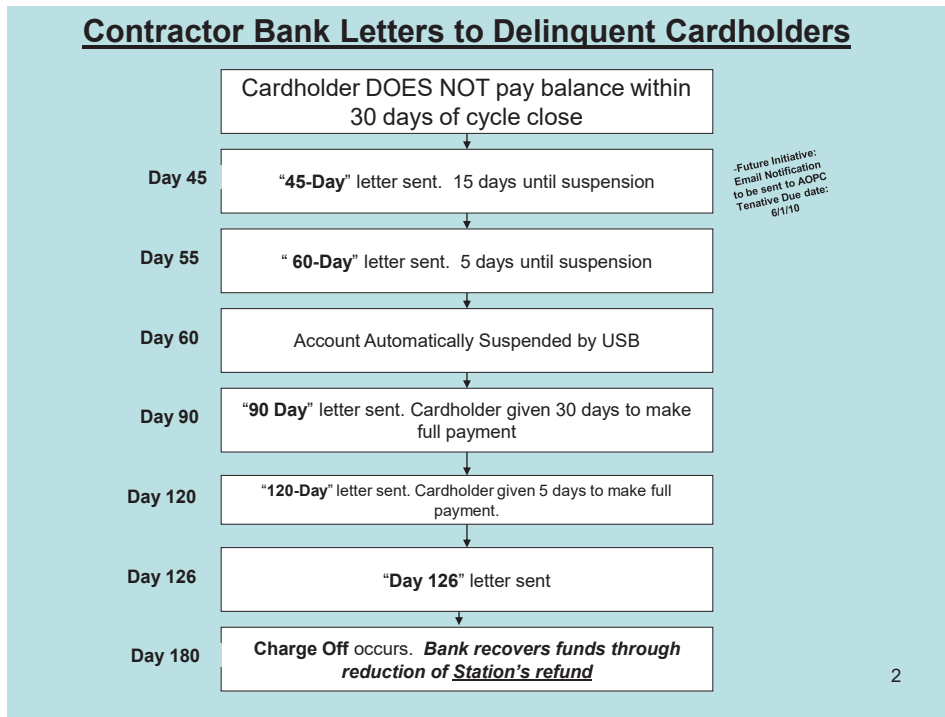 Contractor Bank Letters to Delinquent Cardholders
Cardholder DOES NOT pay balance within
30 days of cycle close
Day 45
“45-Day” letter sent.  15 days until suspension
-Future Initiative:
Email Notification
to be sent to AOPC
Tenative Due date:
6/1/10
Day 55
“ 60-Day” letter sent.  5 days until suspension
Day 60
Account Automatically Suspended by USB
Day 90
“90 Day” letter sent. Cardholder given 30 days to make
full payment
Day 120
“120-Day” letter sent. Cardholder given 5 days to make full
payment.
Day 126
“Day 126” letter sent
Day 180
Charge Off occurs.  Bank recovers funds through
reduction of Station’s refund
2